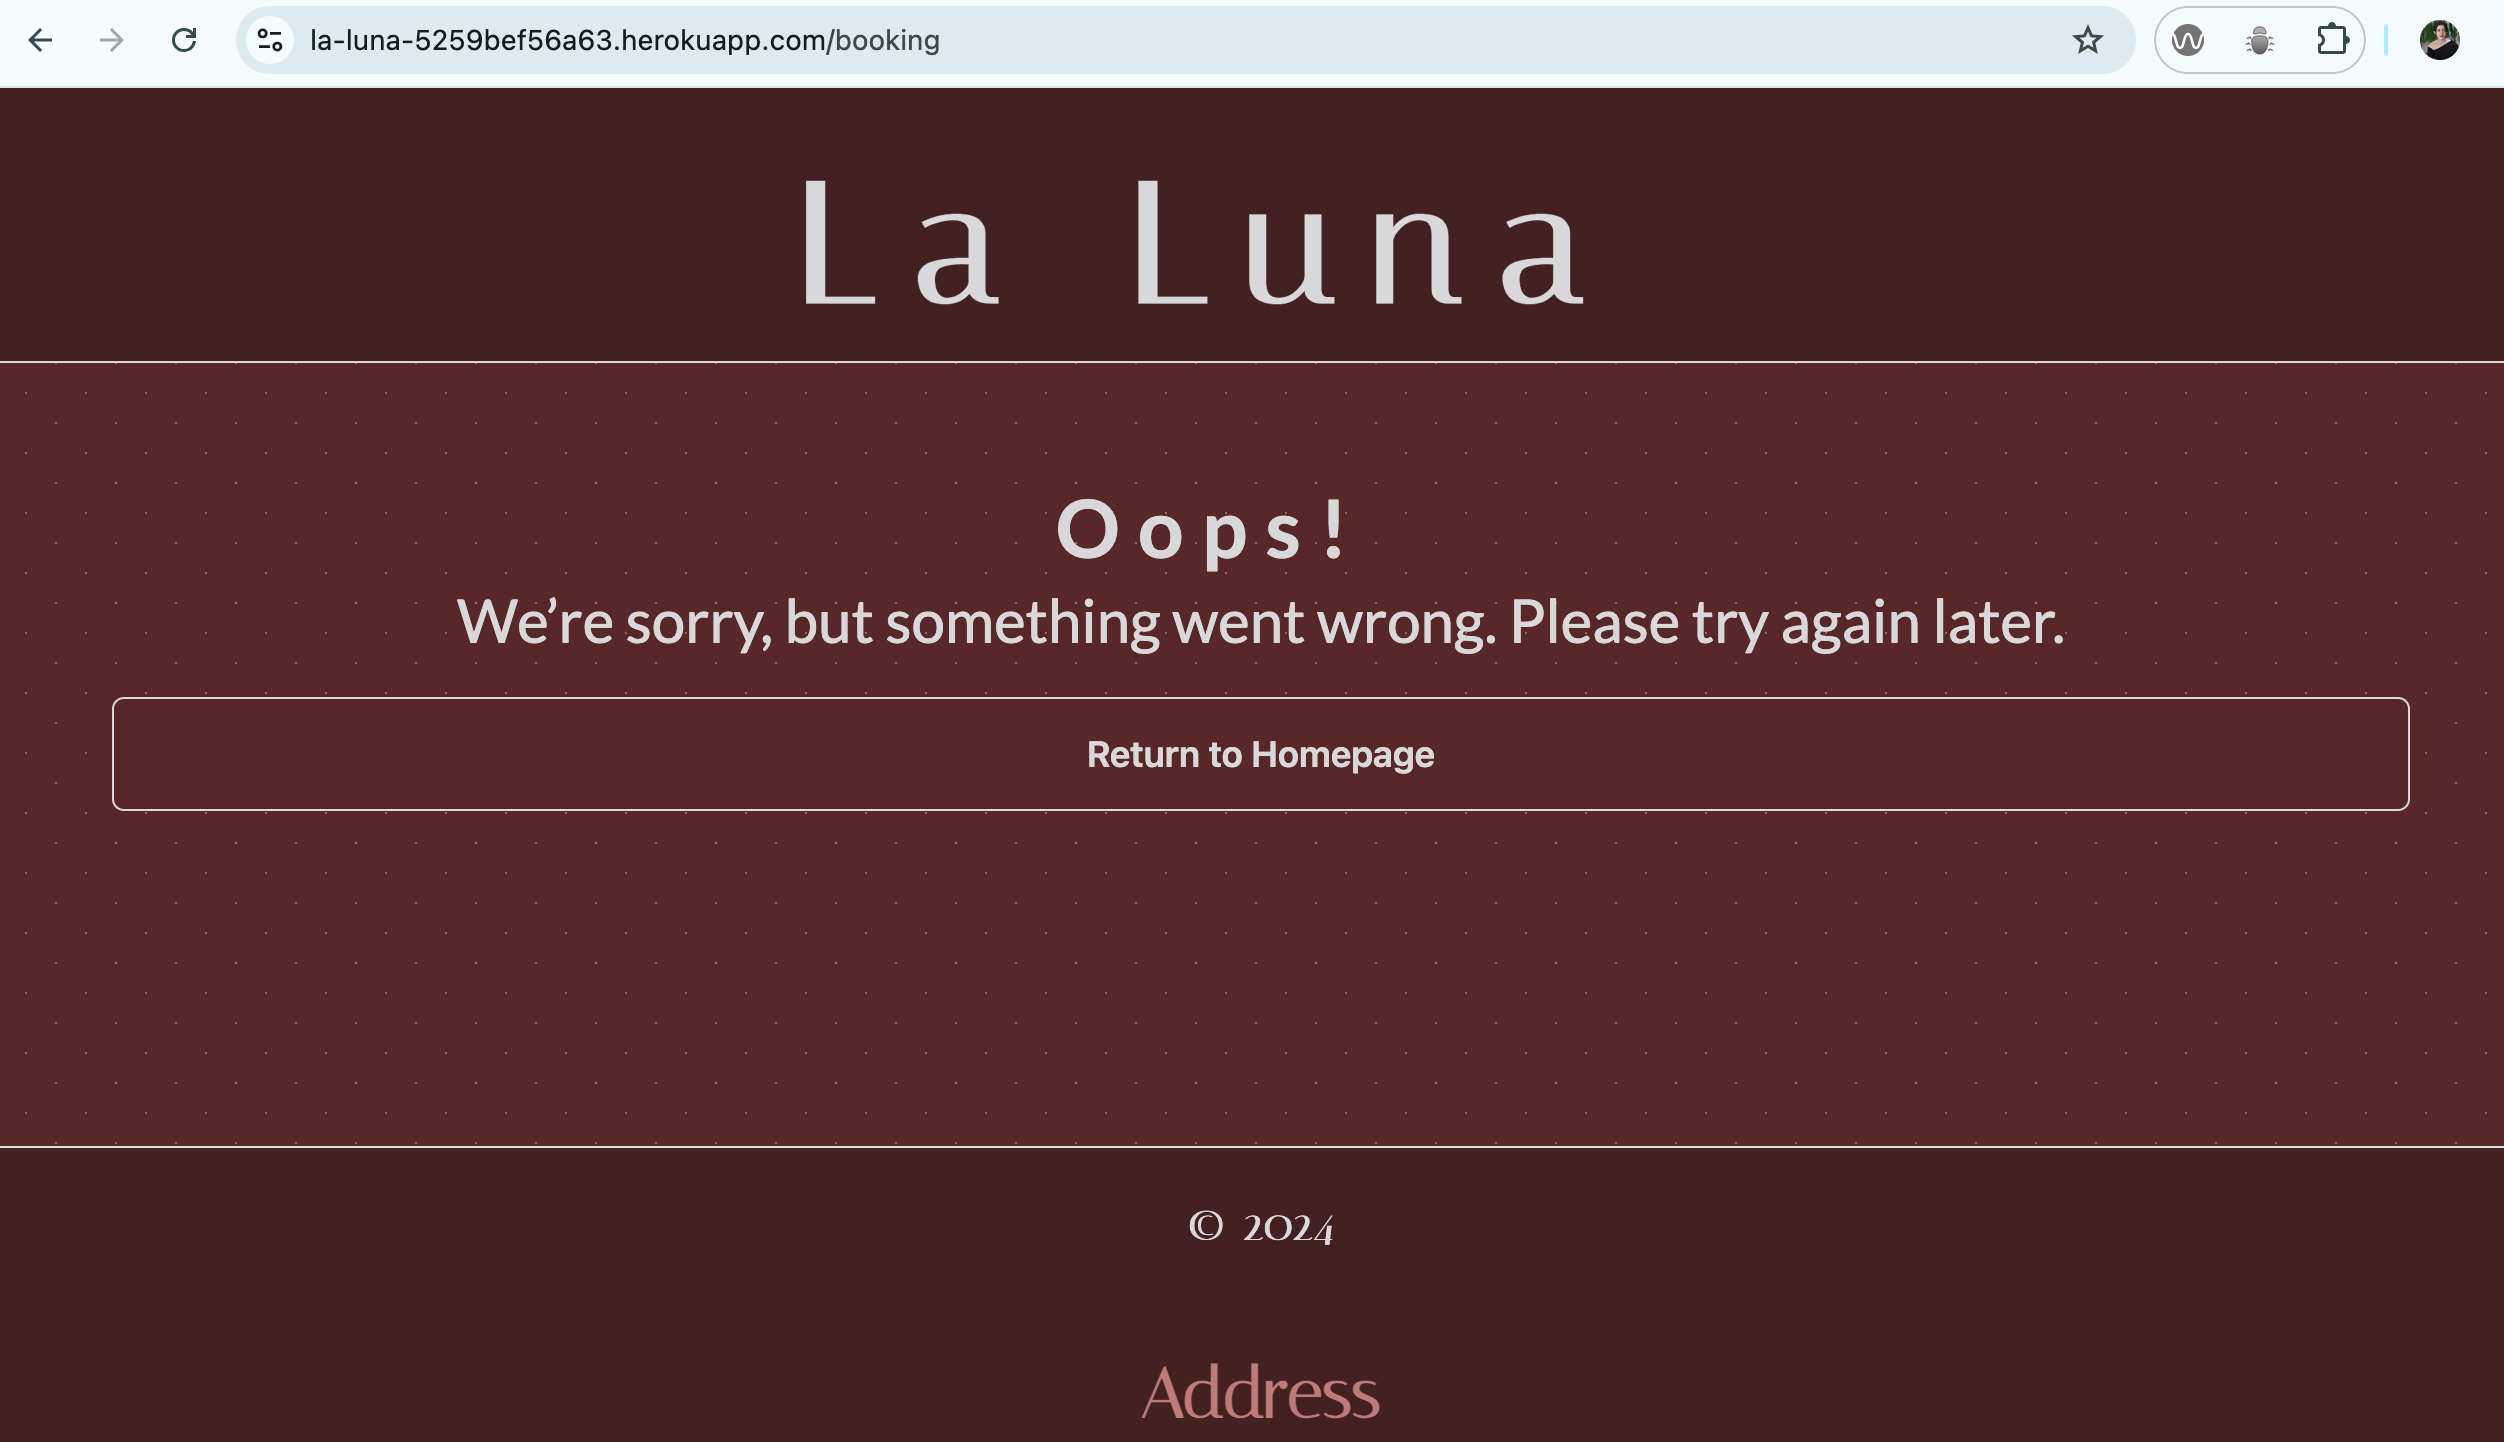 la-luna-5259bef56a63.herokuapp.com/booking
La Luna
Oops!
We’re sorry, but something went wrong. Please try again later.
Return to Homepage
© 2024
Address